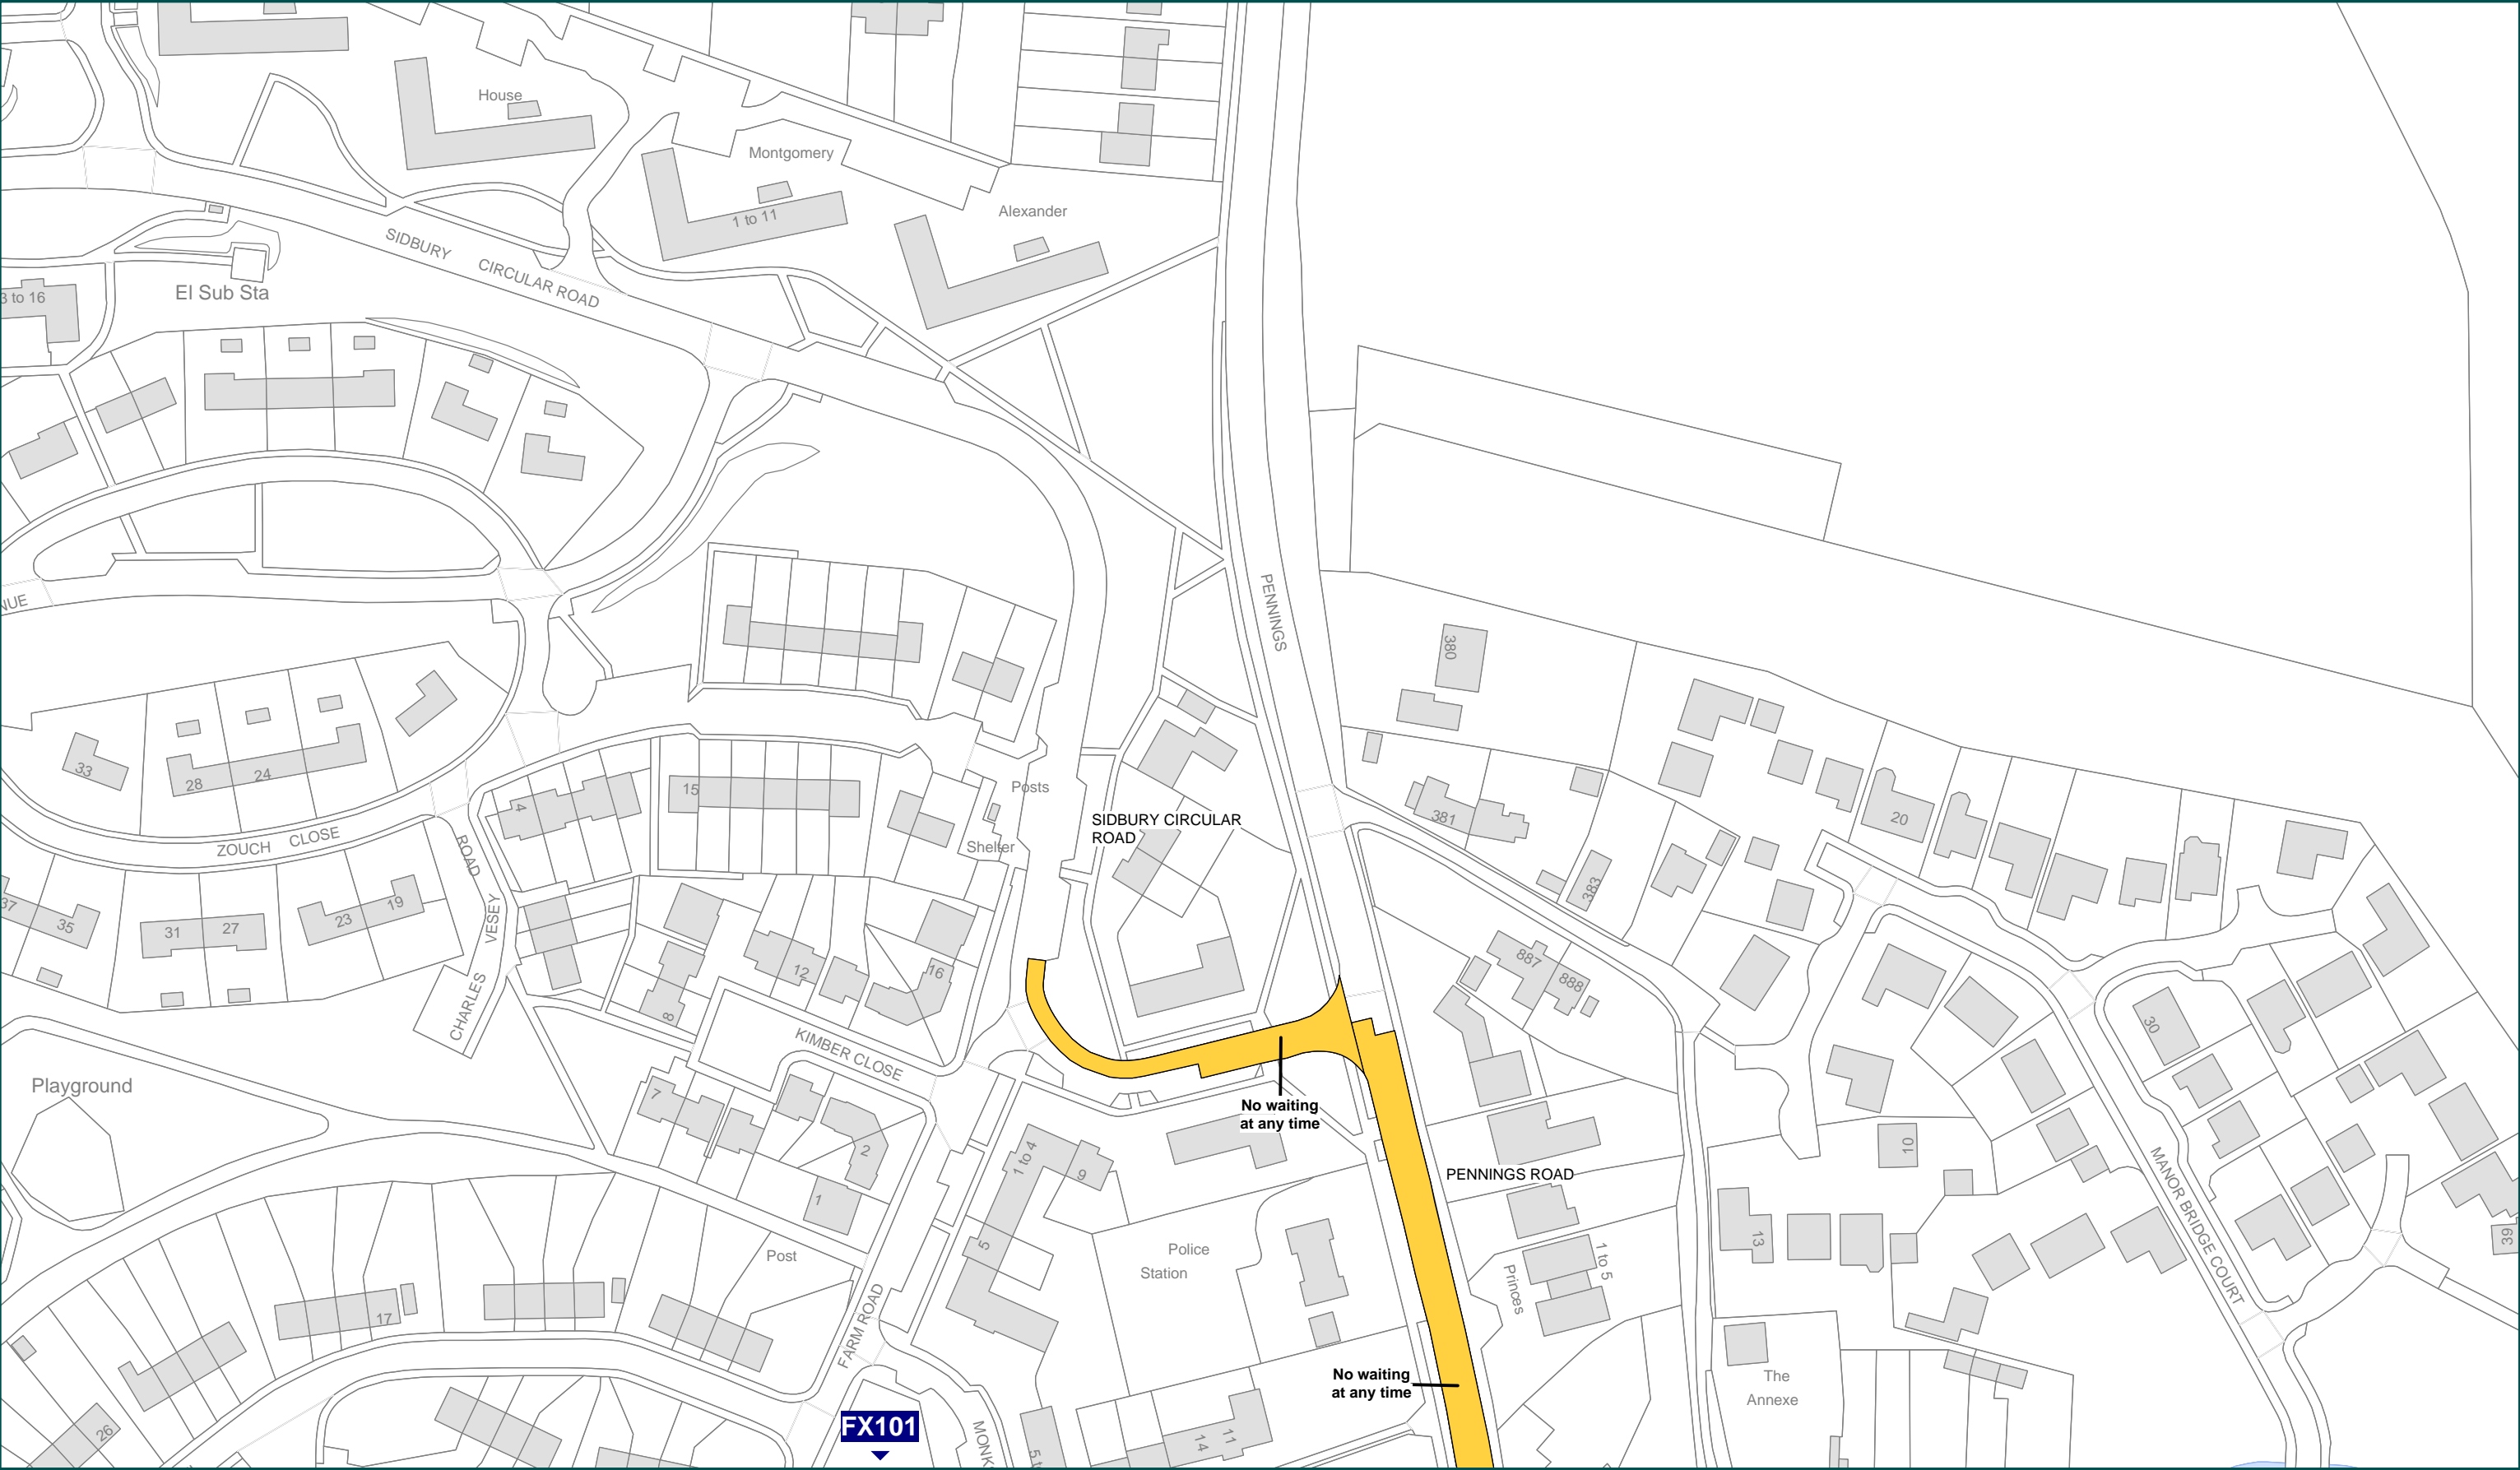 House
Montgomery
1 to 11
Alexander
SIDBURY
CIRCULAR ROAD
El Sub Sta
3 to 16
PENNINGS
NUE
380
33
28
24
4
15
Posts
381
20
SIDBURY CIRCULAR
ROAD
ZOUCH
CLOSE
ROAD
Shelter
383
37
35
31
27
23
19
VESEY
CHARLES
12
16
8
887
888
30
KIMBER CLOSE
Playground
7
No waiting
at any time
2
1 to 4
9
10
1
PENNINGS ROAD
MANOR BRIDGE COURT
5
Police
Station
Post
13
39
1 to 5
Princes
17
FARM ROAD
No waiting
at any time
The
Annexe
26
FX101
MONK
14
11